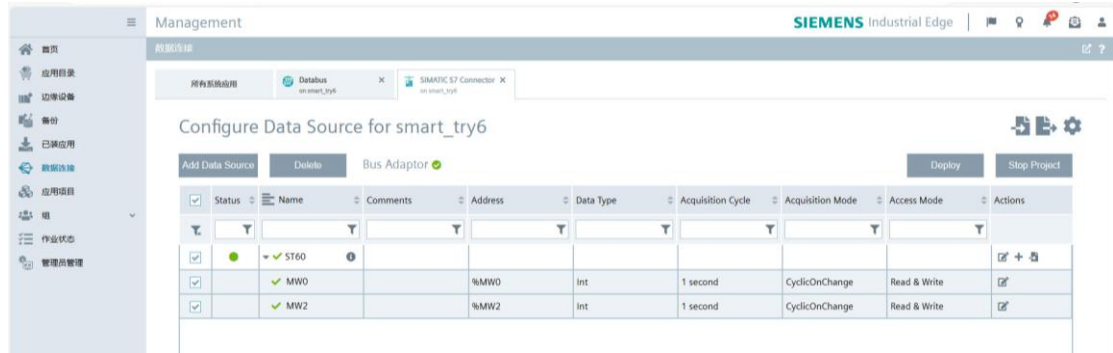 Management
SIEMENS Industrial Edge
首页
应用目录
边缘设备
备份
已装应用
数据连接
应用项目
组
作业状态
管理员管理
数据连接
所有系统应用
Databus
on smart_try6
SIMATIC S7 Connector
on smart_try6
Configure Data Source for smart_try6
Add Data Source Delete Bus Adaptor Deploy Stop Project
Status Name Comments Address Data Type Acquisition Cycle Acquisition Mode Access Mode Actions
ST60
MW0 %MW0 Int 1 second CyclicOnChange Read & Write
MW2 %MW2 Int 1 second CyclicOnChange Read & Write